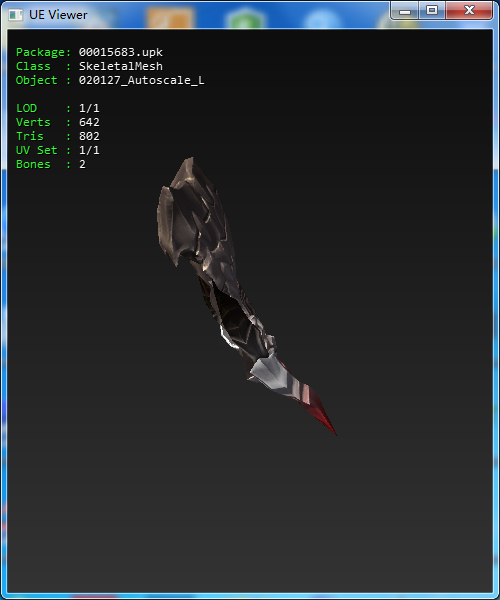 UE Viewer
Package: 00015683.upk
Class : SkeletalMesh
Object : 020127_Autoscale_L
LOD : 1/1
Verts : 642
Tris : 802
UV Set : 1/1
Bones : 2